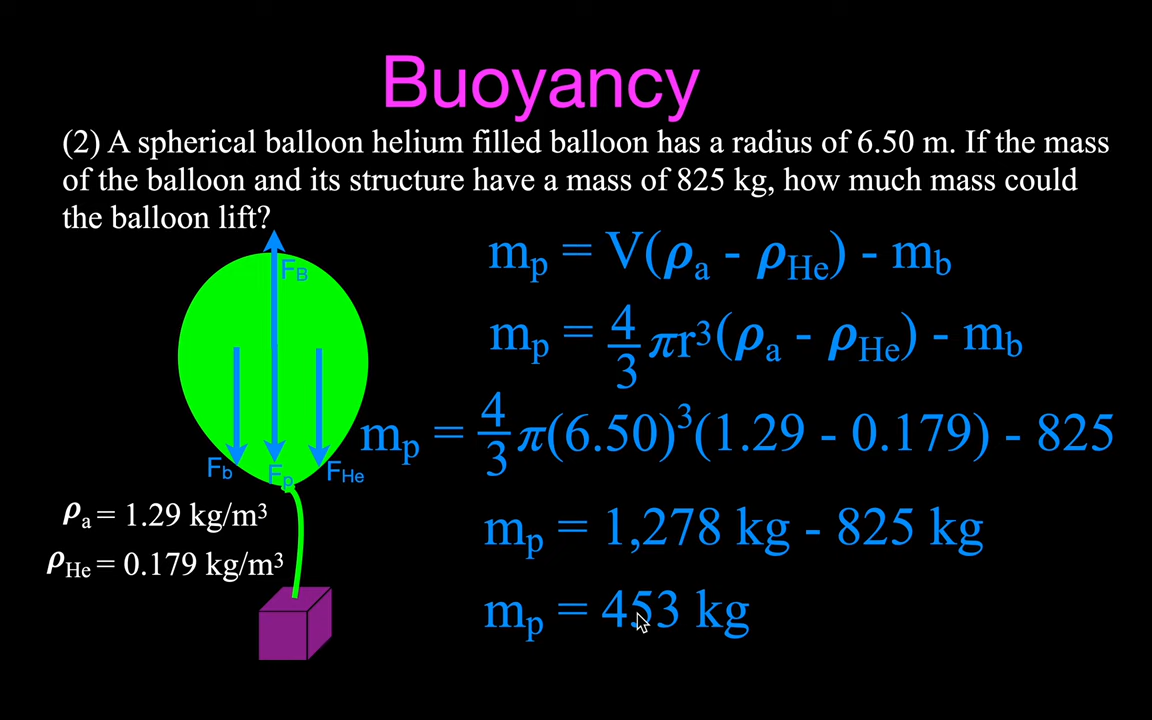 Buoyancy
(2) A spherical balloon helium filled balloon has a radius of 6.50 m. If the mass
of the balloon and its structure have a mass of 825 kg, how much mass could
the balloon lift?
mₚ = V(ρₐ - ρHe) - mb
FB
mₚ = 4/3 πr³(ρₐ - ρHe) - mb
mₚ = 4/3 π(6.50)³(1.29 - 0.179) - 825
Fb Fp FHe
ρₐ = 1.29 kg/m³
mₚ = 1,278 kg - 825 kg
ρHe = 0.179 kg/m³
mₚ = 453 kg